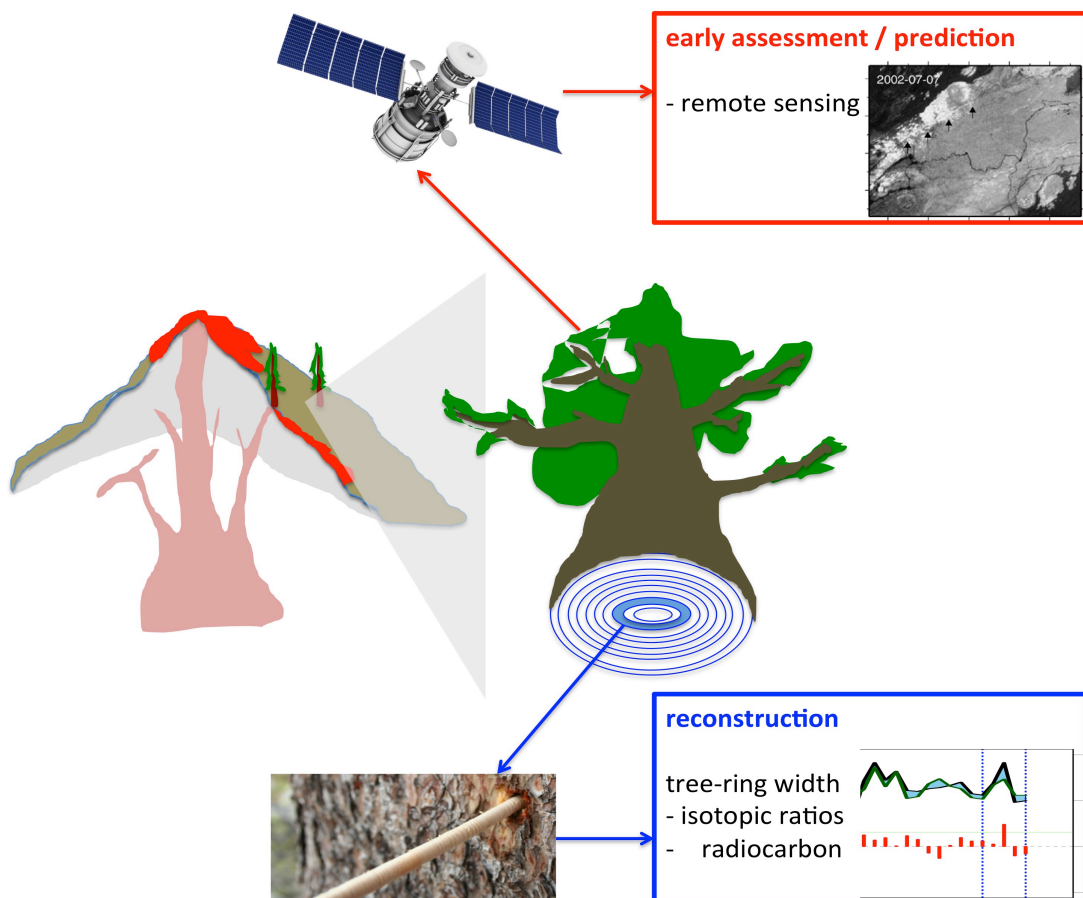 early assessment / prediction
- remote sensing
2002-07-07
reconstruction
tree-ring width
- isotopic ratios
- radiocarbon